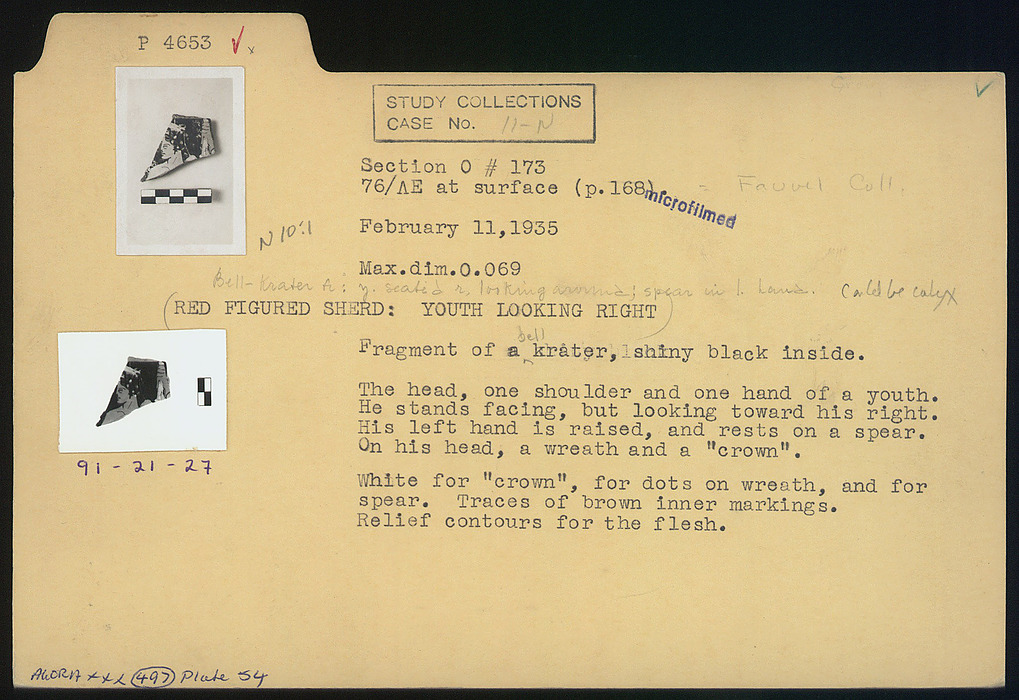 P 4653 ✓ x
STUDY COLLECTIONS
CASE No. 11-N
Section O # 173
76/ΛE at surface (p.168). = Fauvel Coll.
microfilmed
February 11,1935
N 10:1
Max.dim.0.069
Bell-Krater A: y. seated r. looking around; spear in l. hand. Could be calyx
(RED FIGURED SHERD: YOUTH LOOKING RIGHT)
bell
Fragment of a krater, shiny black inside.
The head, one shoulder and one hand of a youth.
He stands facing, but looking toward his right.
His left hand is raised, and rests on a spear.
On his head, a wreath and a "crown".
91-21-27
White for "crown", for dots on wreath, and for
spear. Traces of brown inner markings.
Relief contours for the flesh.
AGORA XXX (497) Plate 54